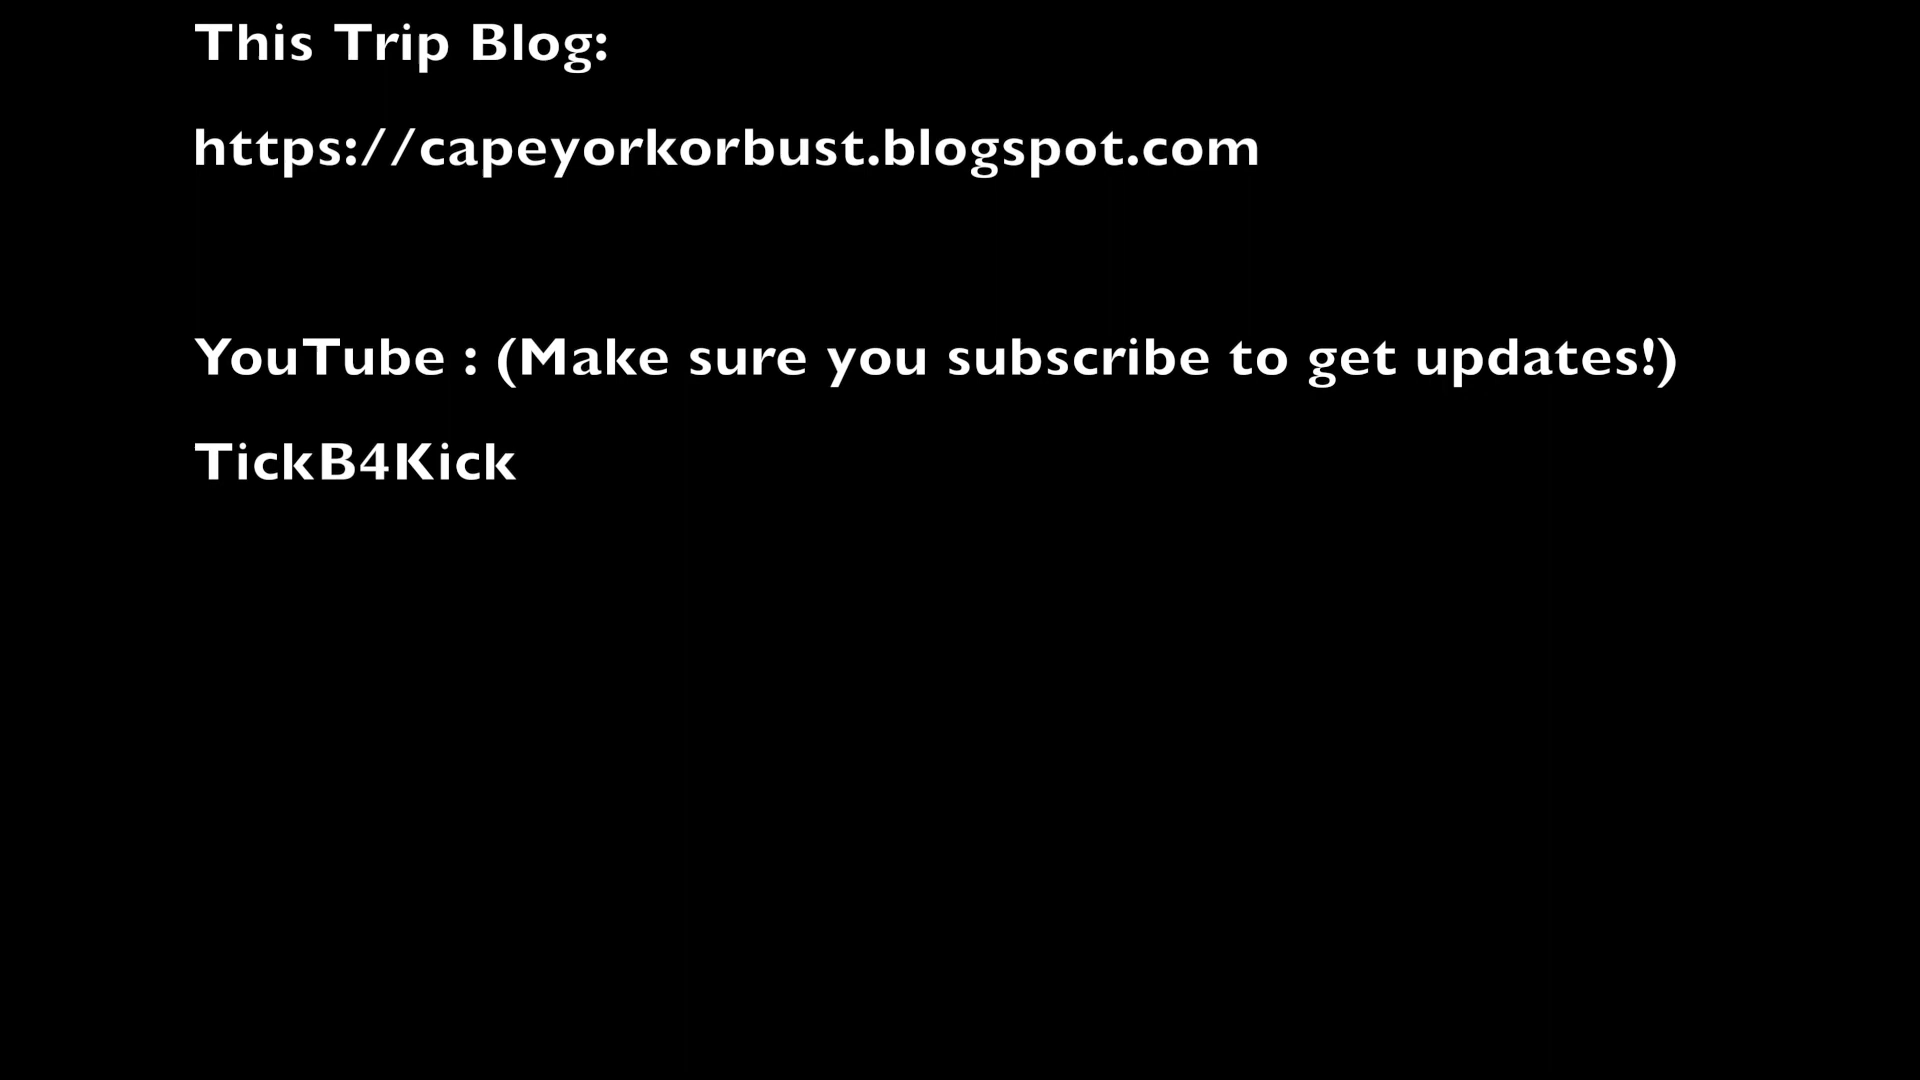 This Trip Blog:
https://capeyorkorbust.blogspot.com
YouTube : (Make sure you subscribe to get updates!)
TickB4Kick